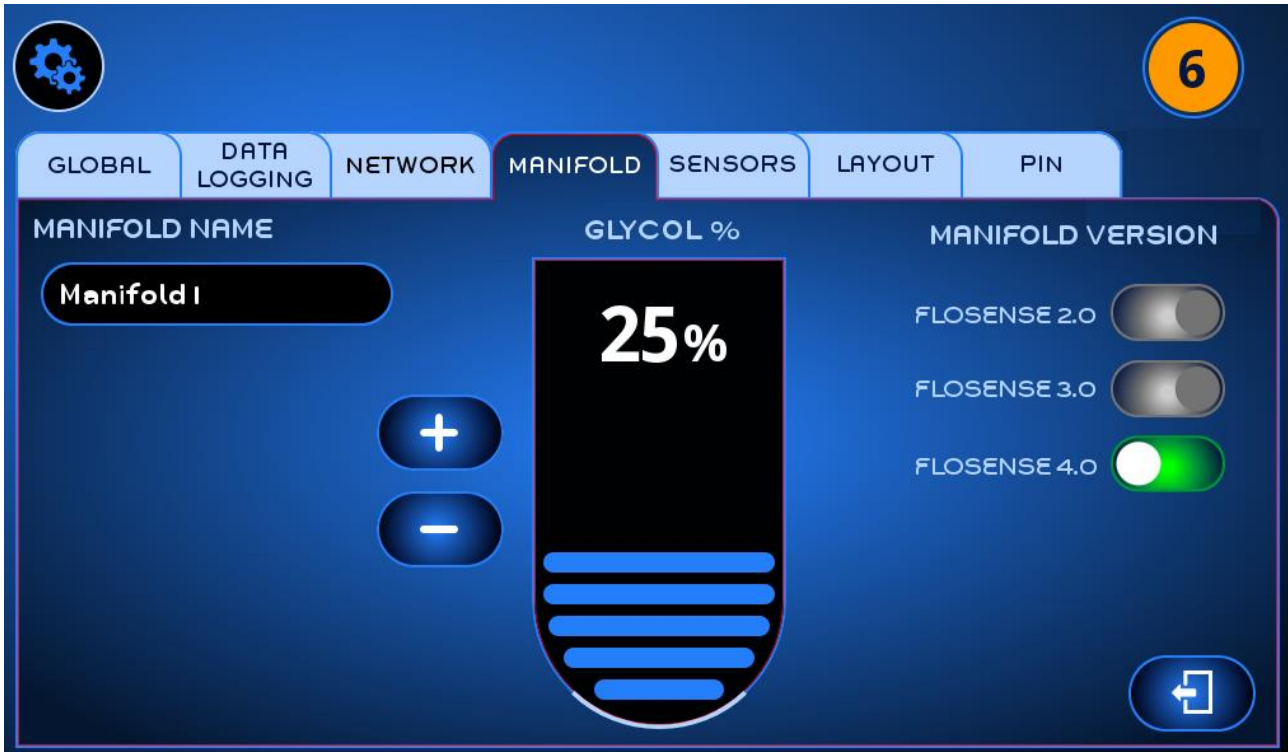 6
GLOBAL
DATA
LOGGING
NETWORK
MANIFOLD
SENSORS
LAYOUT
PIN
MANIFOLD NAME
Manifold 1
GLYCOL %
25%
+
-
MANIFOLD VERSION
FLOSENSE 2.0
FLOSENSE 3.0
FLOSENSE 4.0